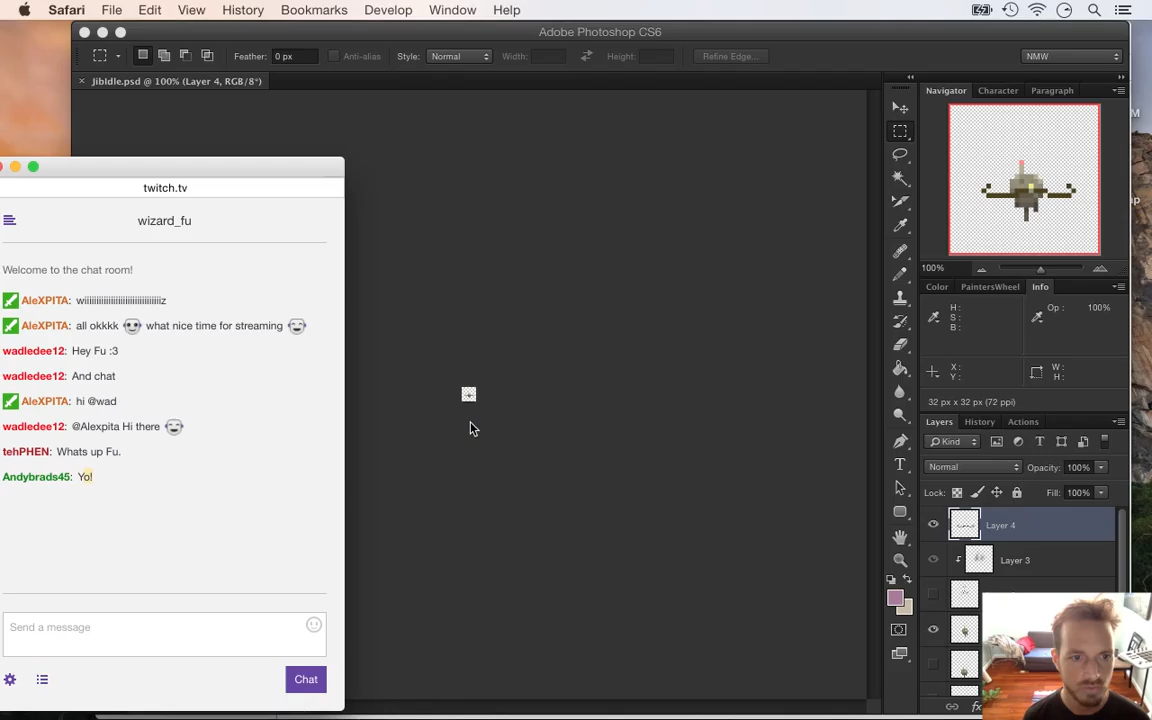 Safari File Edit View History Bookmarks Develop Window Help
Adobe Photoshop CS6
Feather: 0 px Anti-alias Style: Normal Width: Height: Refine Edge... NMW
× JibIdle.psd @ 100% (Layer 4, RGB/8*)
Navigator Character Paragraph
100%
Color PaintersWheel Info
H: Op: 100%
S:
B:
X: W:
Y: H:
32 px x 32 px (72 ppi)
Layers History Actions
Kind
Normal Opacity: 100%
Lock: Fill: 100%
Layer 4
Layer 3
fx
twitch.tv
wizard_fu
Welcome to the chat room!
AleXPITA: wiiiiiiiiiiiiiiiiiiiiiiiiiiiiz
AleXPITA: all okkkk what nice time for streaming
wadledee12: Hey Fu :3
wadledee12: And chat
AleXPITA: hi @wad
wadledee12: @Alexpita Hi there
tehPHEN: Whats up Fu.
Andybrads45: Yo!
Send a message
Chat